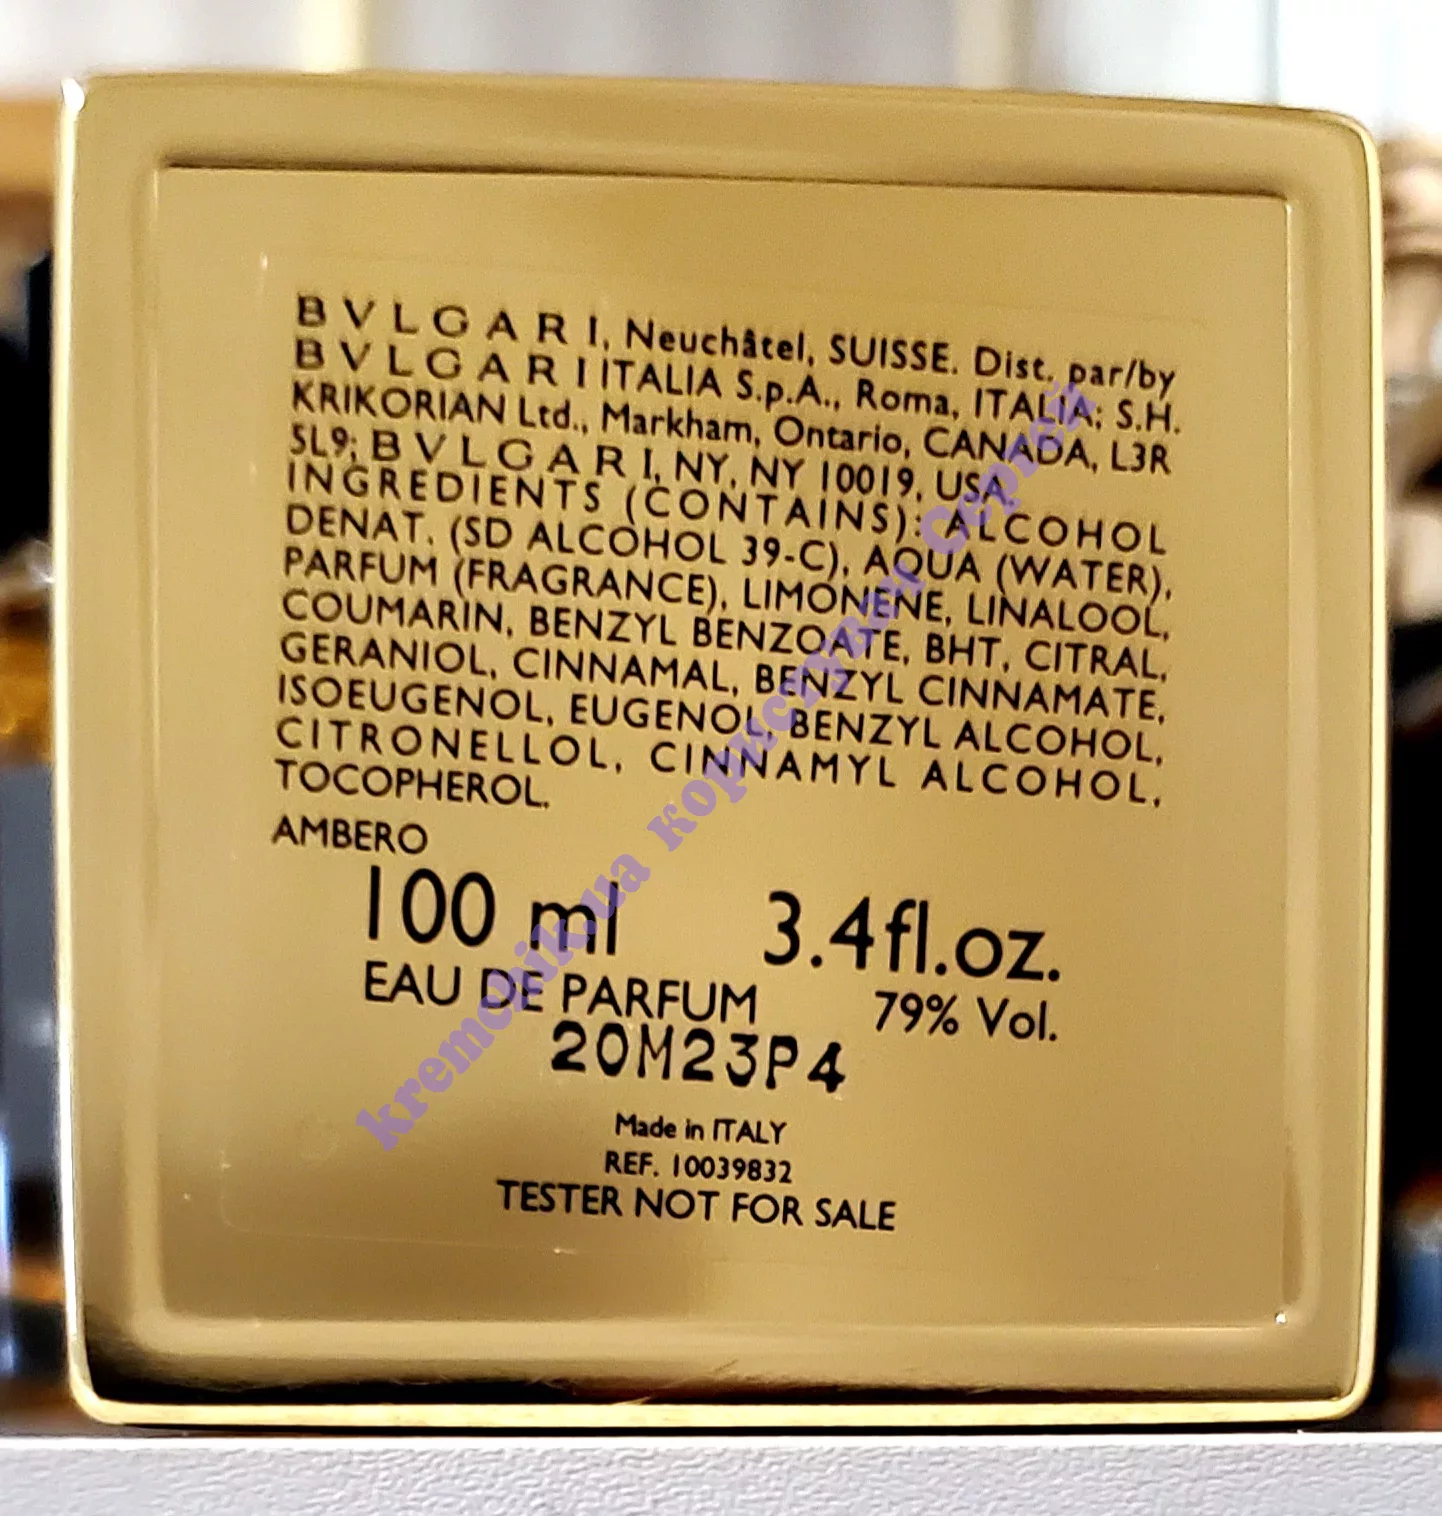 BVLGARI, Neuchâtel, SUISSE. Dist. par/by
BVLGARI ITALIA S.p.A., Roma, ITALIA; S.H.
KRIKORIAN Ltd., Markham, Ontario, CANADA, L3R
5L9; BVLGARI, NY, NY 10019, USA
INGREDIENTS (CONTAINS): ALCOHOL
DENAT. (SD ALCOHOL 39-C), AQUA (WATER),
PARFUM (FRAGRANCE), LIMONENE, LINALOOL,
COUMARIN, BENZYL BENZOATE, BHT, CITRAL,
GERANIOL, CINNAMAL, BENZYL CINNAMATE,
ISOEUGENOL, EUGENOL, BENZYL ALCOHOL,
CITRONELLOL, CINNAMYL ALCOHOL,
TOCOPHEROL.
AMBERO
100 ml 3.4fl.oz.
EAU DE PARFUM 79% Vol.
20M23P4
Made in ITALY
REF. 10039832
TESTER NOT FOR SALE
kremchik.ua користувач Сергей